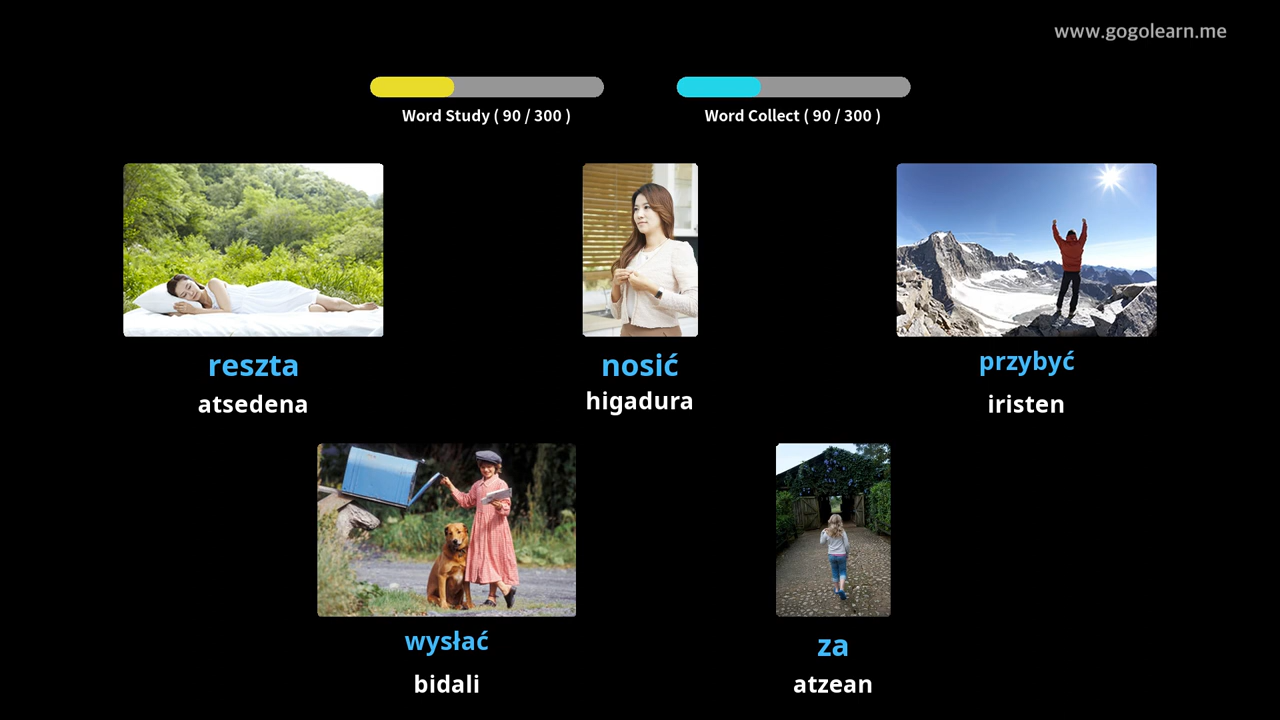 www.gogolearn.me
Word Study ( 90 / 300 )
Word Collect ( 90 / 300 )
reszta
atsedena
nosić
higadura
przybyć
iristen
wysłać
bidali
za
atzean